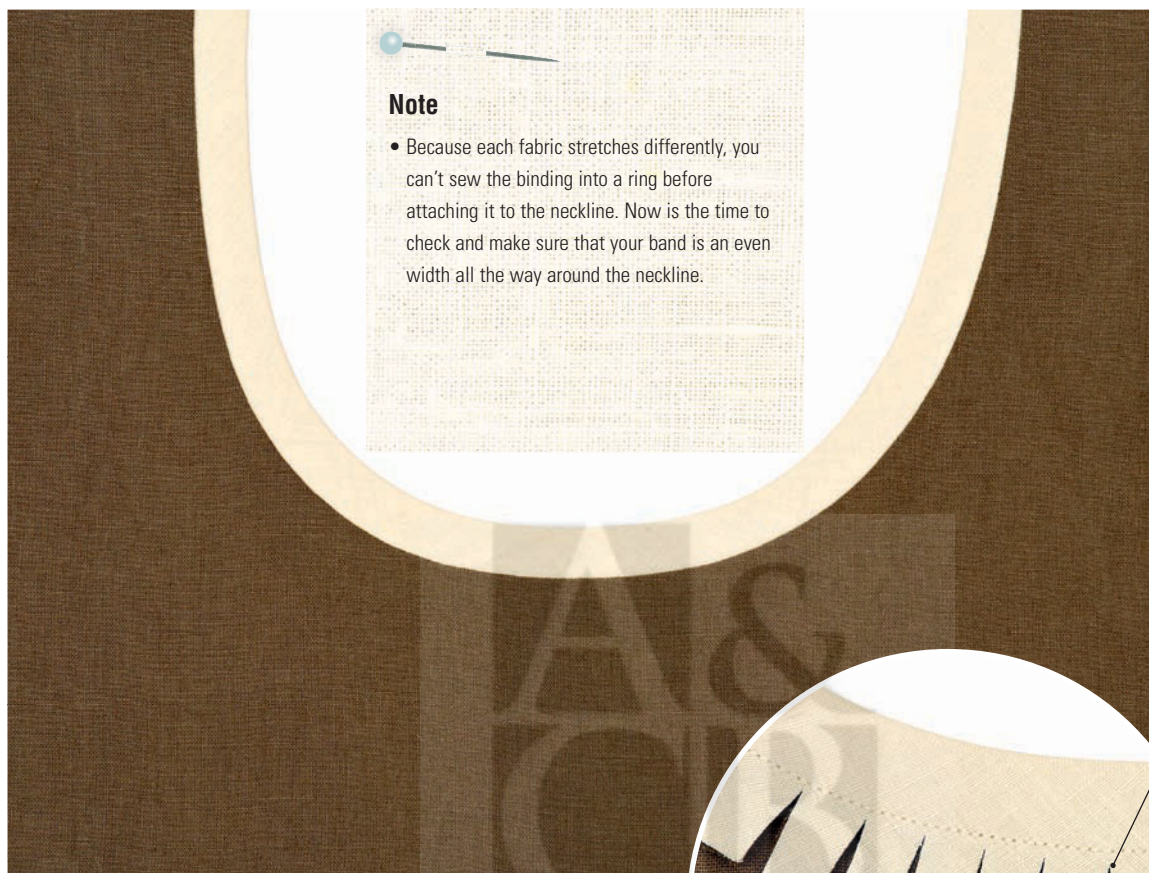 Note
• Because each fabric stretches differently, you
can't sew the binding into a ring before
attaching it to the neckline. Now is the time to
check and make sure that your band is an even
width all the way around the neckline.
A&
CB